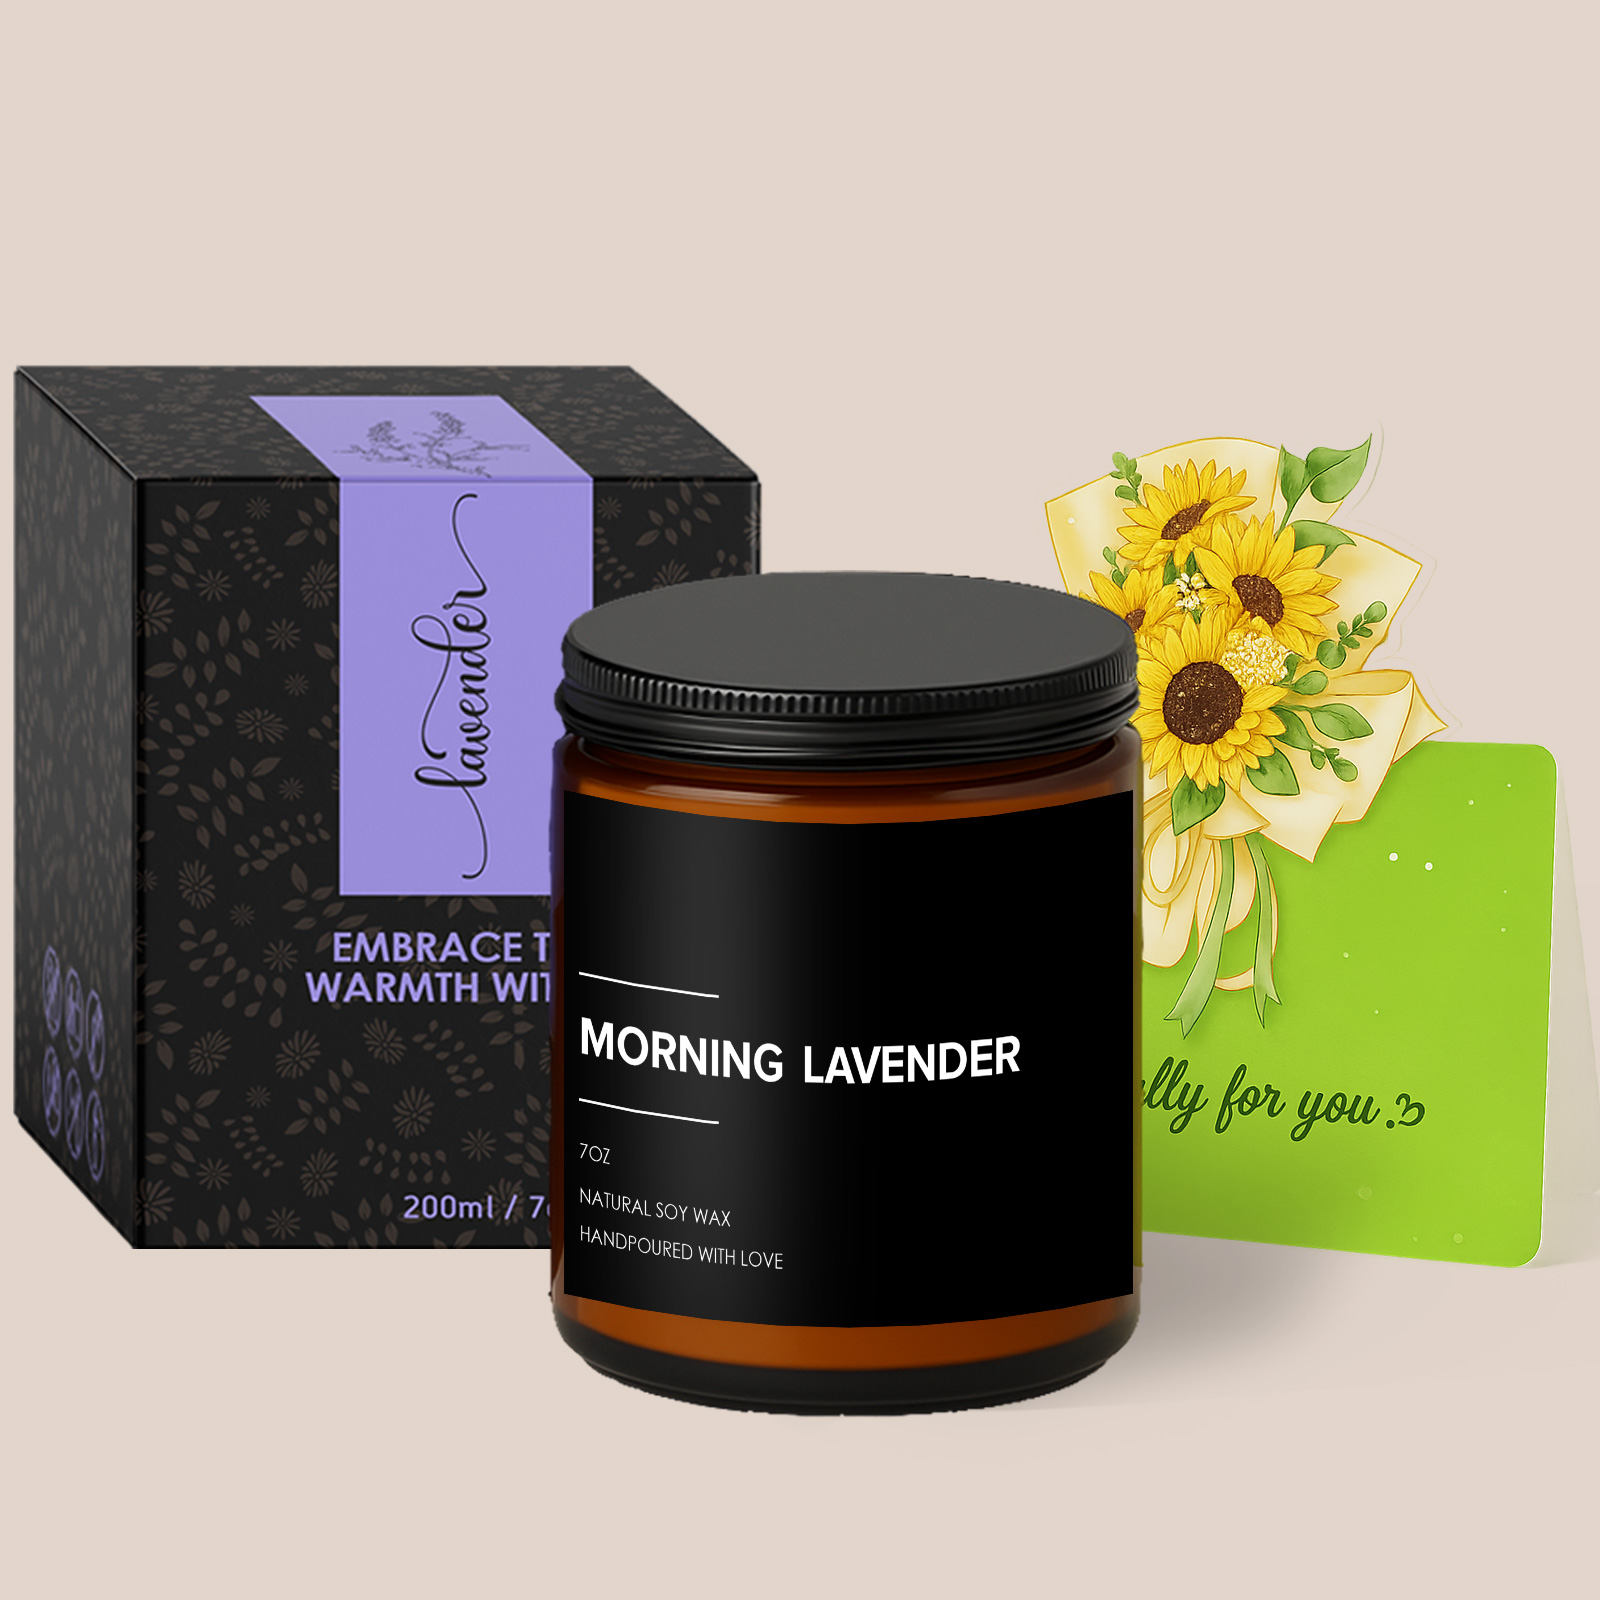 lavender
EMBRACE T
WARMTH WIT
200ml / 7
MORNING LAVENDER
7OZ
NATURAL SOY WAX
HANDPOURED WITH LOVE
lly for you